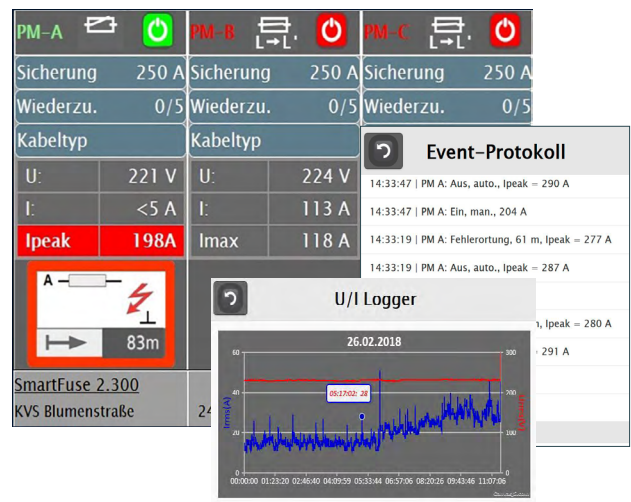 PM-A PM-B L→L' PM-C L→L'
Sicherung 250 A Sicherung 250 A Sicherung 250 A
Wiederzu. 0/5 Wiederzu. 0/5 Wiederzu. 0/5
Kabeltyp Kabeltyp
U: 221 V U: 224 V
I: <5 A I: 113 A
Ipeak 198A Imax 118 A
A
83m
SmartFuse 2.300
KVS Blumenstraße 24
Event-Protokoll
14:33:47 | PM A: Aus, auto., Ipeak = 290 A
14:33:47 | PM A: Ein, man., 204 A
14:33:19 | PM A: Fehlerortung, 61 m, Ipeak = 277 A
14:33:19 | PM A: Aus, auto., Ipeak = 287 A
, Ipeak = 280 A
= 291 A
U/I Logger
26.02.2018
60 300
40 200
20 100
0 0
Irms(A)
05:17:02: 28
00:00:00 01:23:20 02:46:40 04:09:59 05:33:44 06:57:06 08:20:26 09:43:46 11:07:06